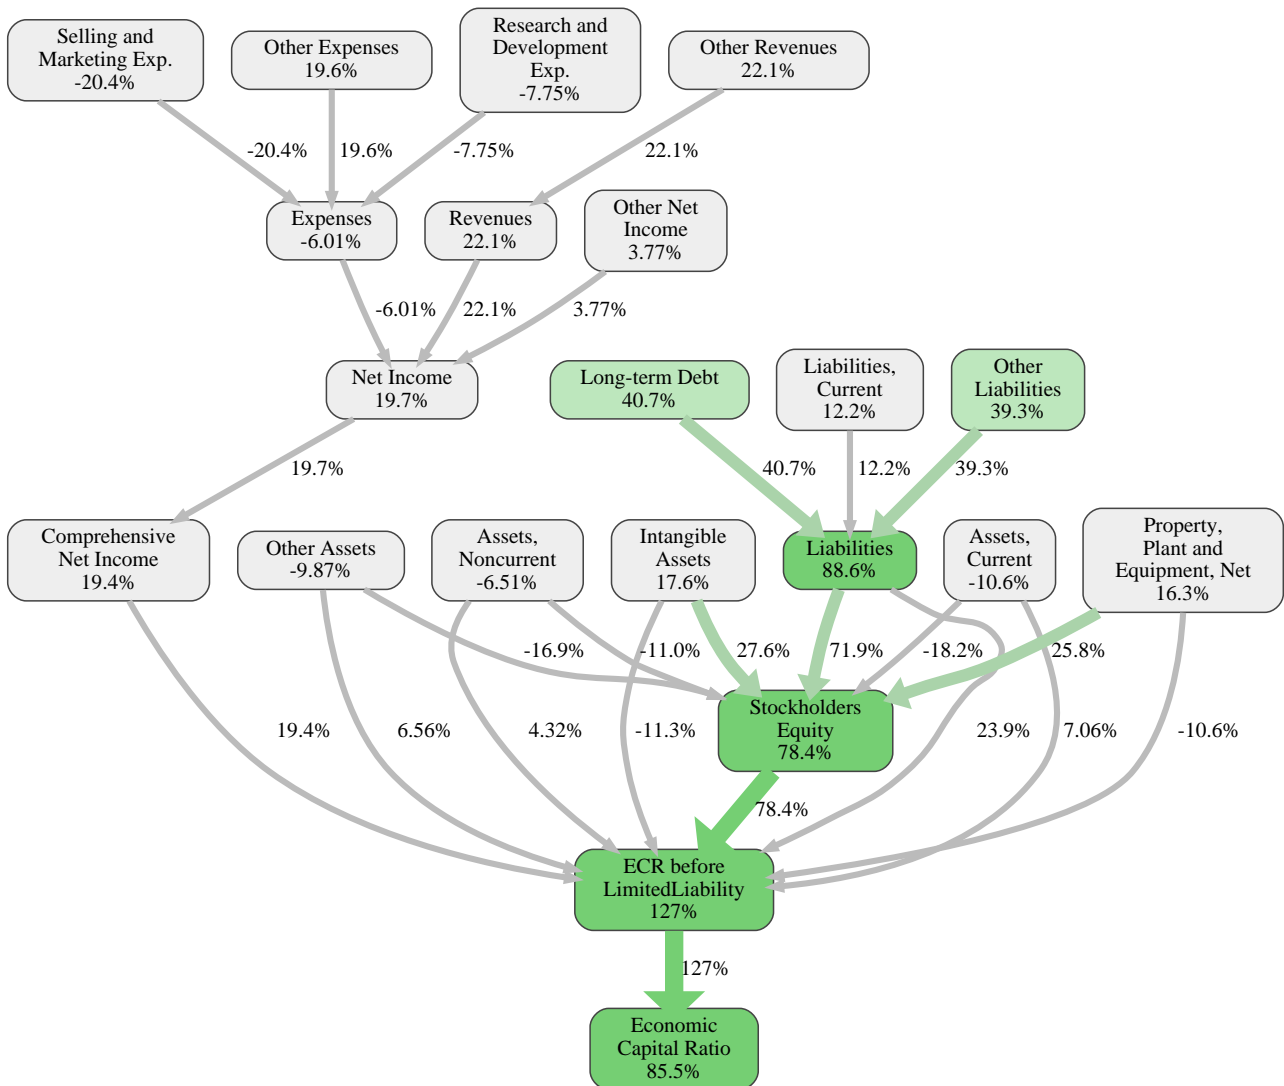 Selling and
Marketing Exp.
-20.4%
Other Expenses
19.6%
Research and
Development
Exp.
-7.75%
Other Revenues
22.1%
-20.4%
19.6%
-7.75%
22.1%
Expenses
-6.01%
Revenues
22.1%
Other Net
Income
3.77%
-6.01%
22.1%
3.77%
Net Income
19.7%
Long-term Debt
40.7%
Liabilities,
Current
12.2%
Other
Liabilities
39.3%
19.7%
40.7%
12.2%
39.3%
Comprehensive
Net Income
19.4%
Other Assets
-9.87%
Assets,
Noncurrent
-6.51%
Intangible
Assets
17.6%
Liabilities
88.6%
Assets,
Current
-10.6%
Property,
Plant and
Equipment, Net
16.3%
-16.9%
-11.0%
27.6%
71.9%
-18.2%
25.8%
Stockholders
Equity
78.4%
19.4%
6.56%
4.32%
-11.3%
23.9%
7.06%
-10.6%
78.4%
ECR before
LimitedLiability
127%
127%
Economic
Capital Ratio
85.5%